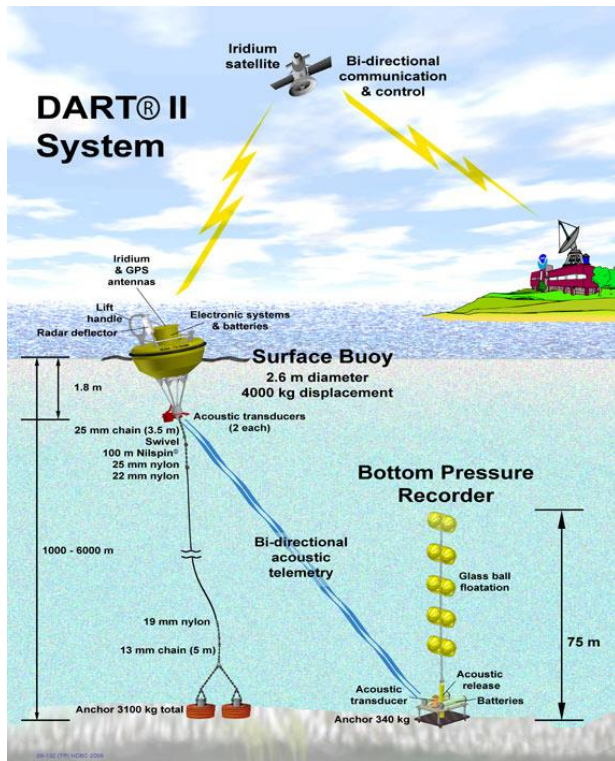 Iridium
satellite
Bi-directional
communication
& control
DART® II
System
Iridium
& GPS
antennas
Lift
handle
Radar deflector
Electronic systems
& batteries
Surface Buoy
2.6 m diameter
4000 kg displacement
1.8 m
Acoustic transducers
(2 each)
25 mm chain (3.5 m)
Swivel
100 m Nilspin©
25 mm nylon
22 mm nylon
Bottom Pressure
Recorder
1000 - 6000 m
Bi-directional
acoustic
telemetry
Glass ball
floatation
75 m
19 mm nylon
13 mm chain (5 m)
Acoustic
transducer
Acoustic
release
Batteries
Anchor 3100 kg total
Anchor 340 kg